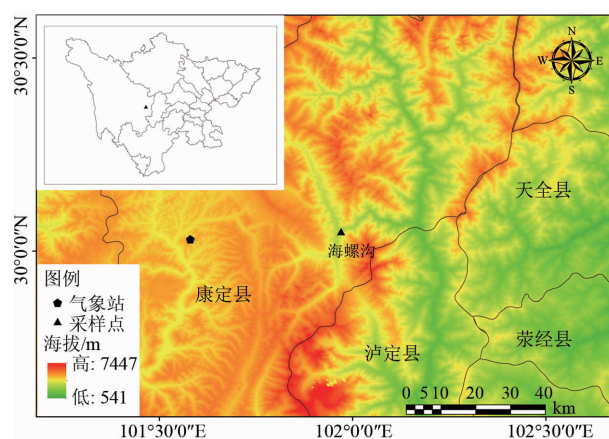 N
W E
S
30°30′0″N
天全县
30°0′0″N
海螺沟
图例
气象站
采样点
康定县
海拔/m
高: 7447
低: 541
泸定县
荥经县
0 5 10 20 30 40
km
101°30′0″E
102°0′0″E
102°30′0″E